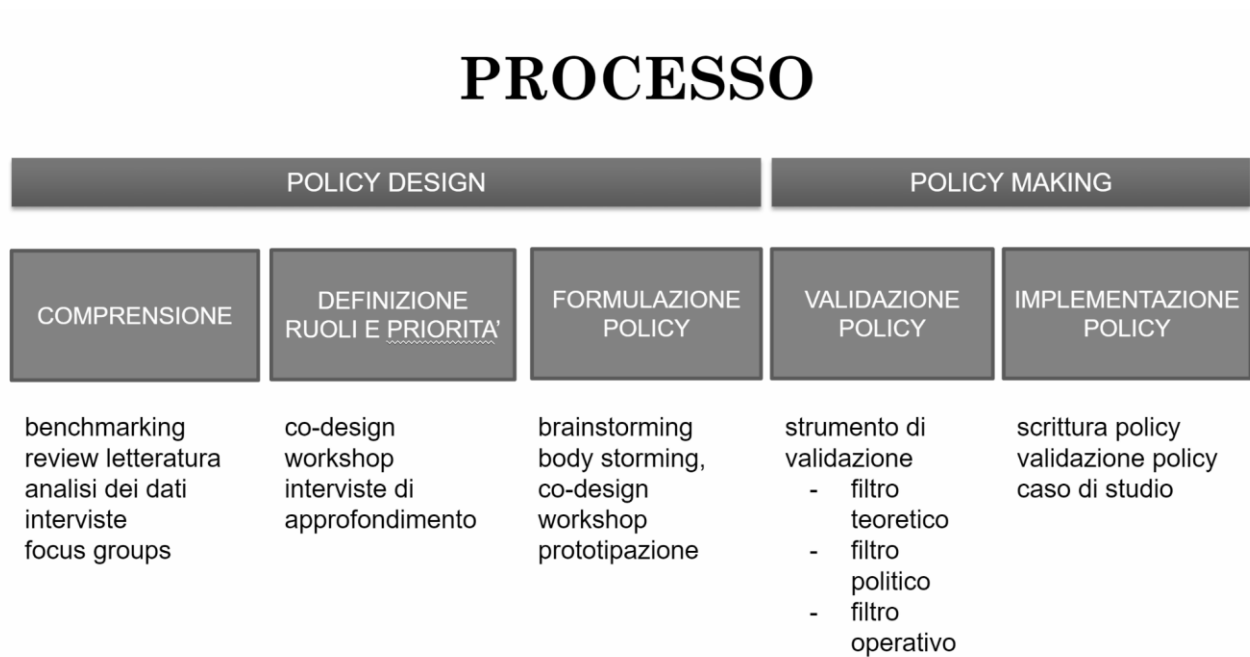 PROCESSO
POLICY DESIGN
POLICY MAKING
COMPRENSIONE
DEFINIZIONE
RUOLI E PRIORITA'
FORMULAZIONE
POLICY
VALIDAZIONE
POLICY
IMPLEMENTAZIONE
POLICY
benchmarking
review letteratura
analisi dei dati
interviste
focus groups
co-design
workshop
interviste di
approfondimento
brainstorming
body storming,
co-design
workshop
prototipazione
strumento di
validazione
- filtro
teoretico
- filtro
politico
- filtro
operativo
scrittura policy
validazione policy
caso di studio